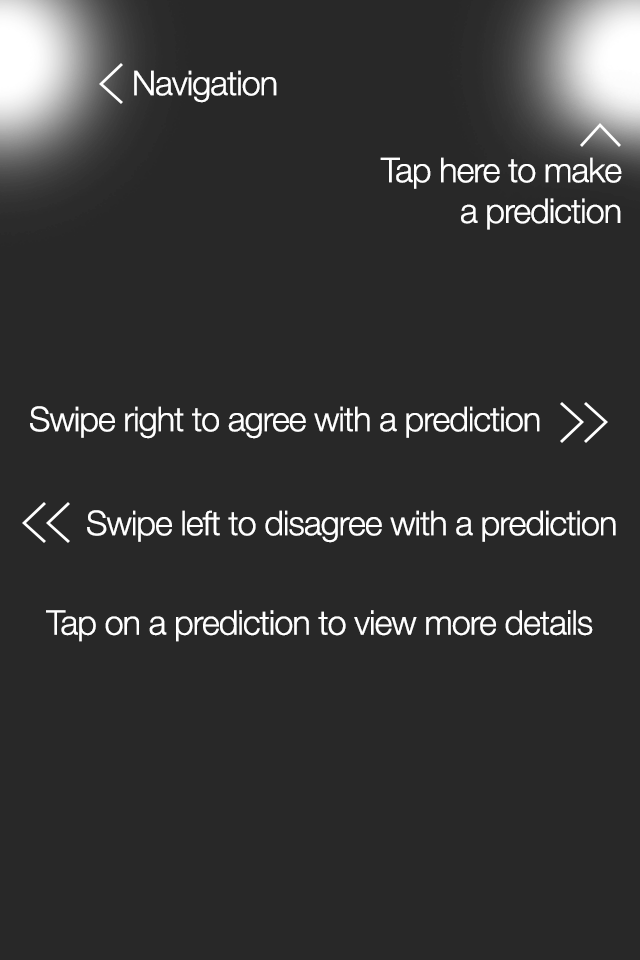 Navigation
Tap here to make
a prediction
Swipe right to agree with a prediction
Swipe left to disagree with a prediction
Tap on a prediction to view more details